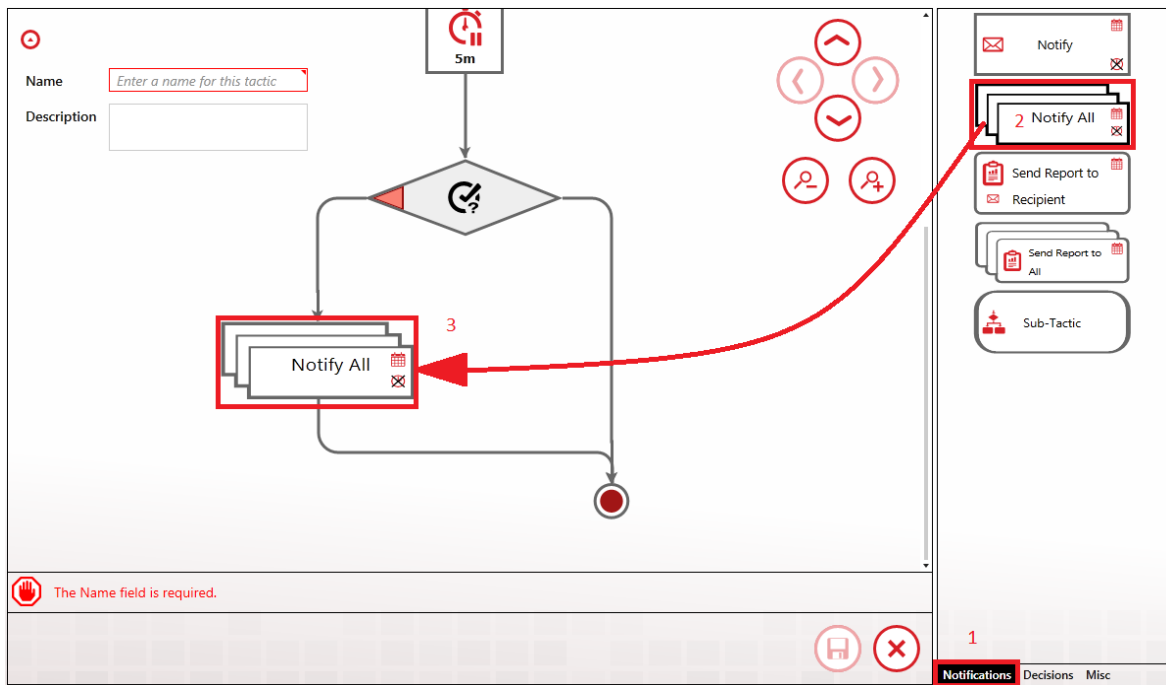 5m
Name
Enter a name for this tactic
Description
?
3
Notify All
The Name field is required.
Notify
2
Notify All
Send Report to
Recipient
Send Report to
All
Sub-Tactic
1
Notifications Decisions Misc